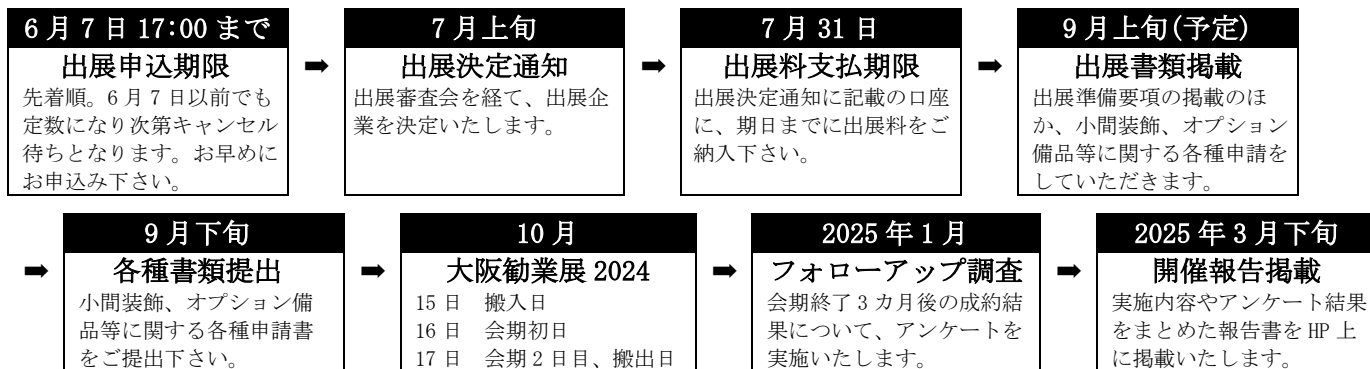 6月7日 17:00 まで
出展申込期限
先着順。6月7日以前でも
定数になり次第キャンセル
待ちとなります。お早めに
お申込み下さい。
➡
7月上旬
出展決定通知
出展審査会を経て、出展企
業を決定いたします。
➡
7月31日
出展料支払期限
出展決定通知に記載の口座
に、期日までに出展料をご
納入下さい。
➡
9月上旬(予定)
出展書類掲載
出展準備要項の掲載のほ
か、小間装飾、オプション
備品等に関する各種申請を
していただきます。
➡
9月下旬
各種書類提出
小間装飾、オプション備
品等に関する各種申請書
をご提出下さい。
➡
10月
大阪勧業展 2024
15日 搬入日
16日 会期初日
17日 会期2日目、搬出日
➡
2025年1月
フォローアップ調査
会期終了3カ月後の成約結
果について、アンケートを
実施いたします。
➡
2025年3月下旬
開催報告掲載
実施内容やアンケート結果
をまとめた報告書をHP上
に掲載いたします。